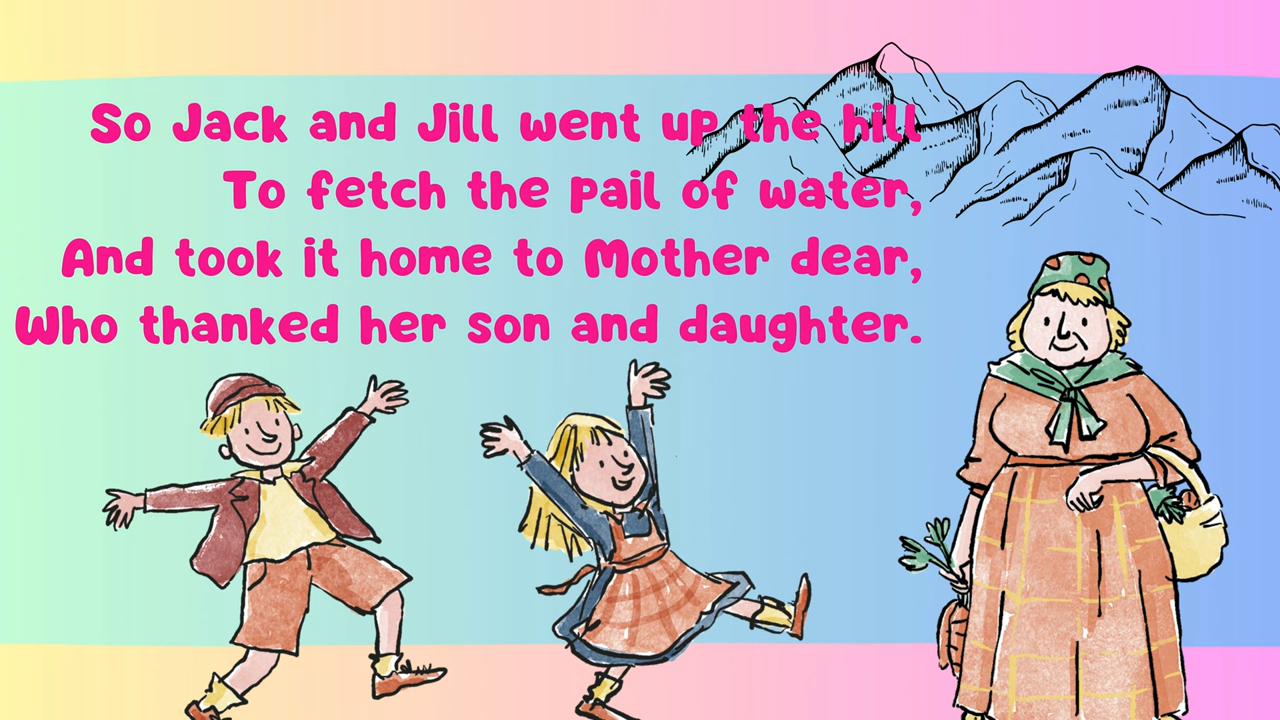 So Jack and Jill went up the hill
To fetch the pail of water,
And took it home to Mother dear,
Who thanked her son and daughter.